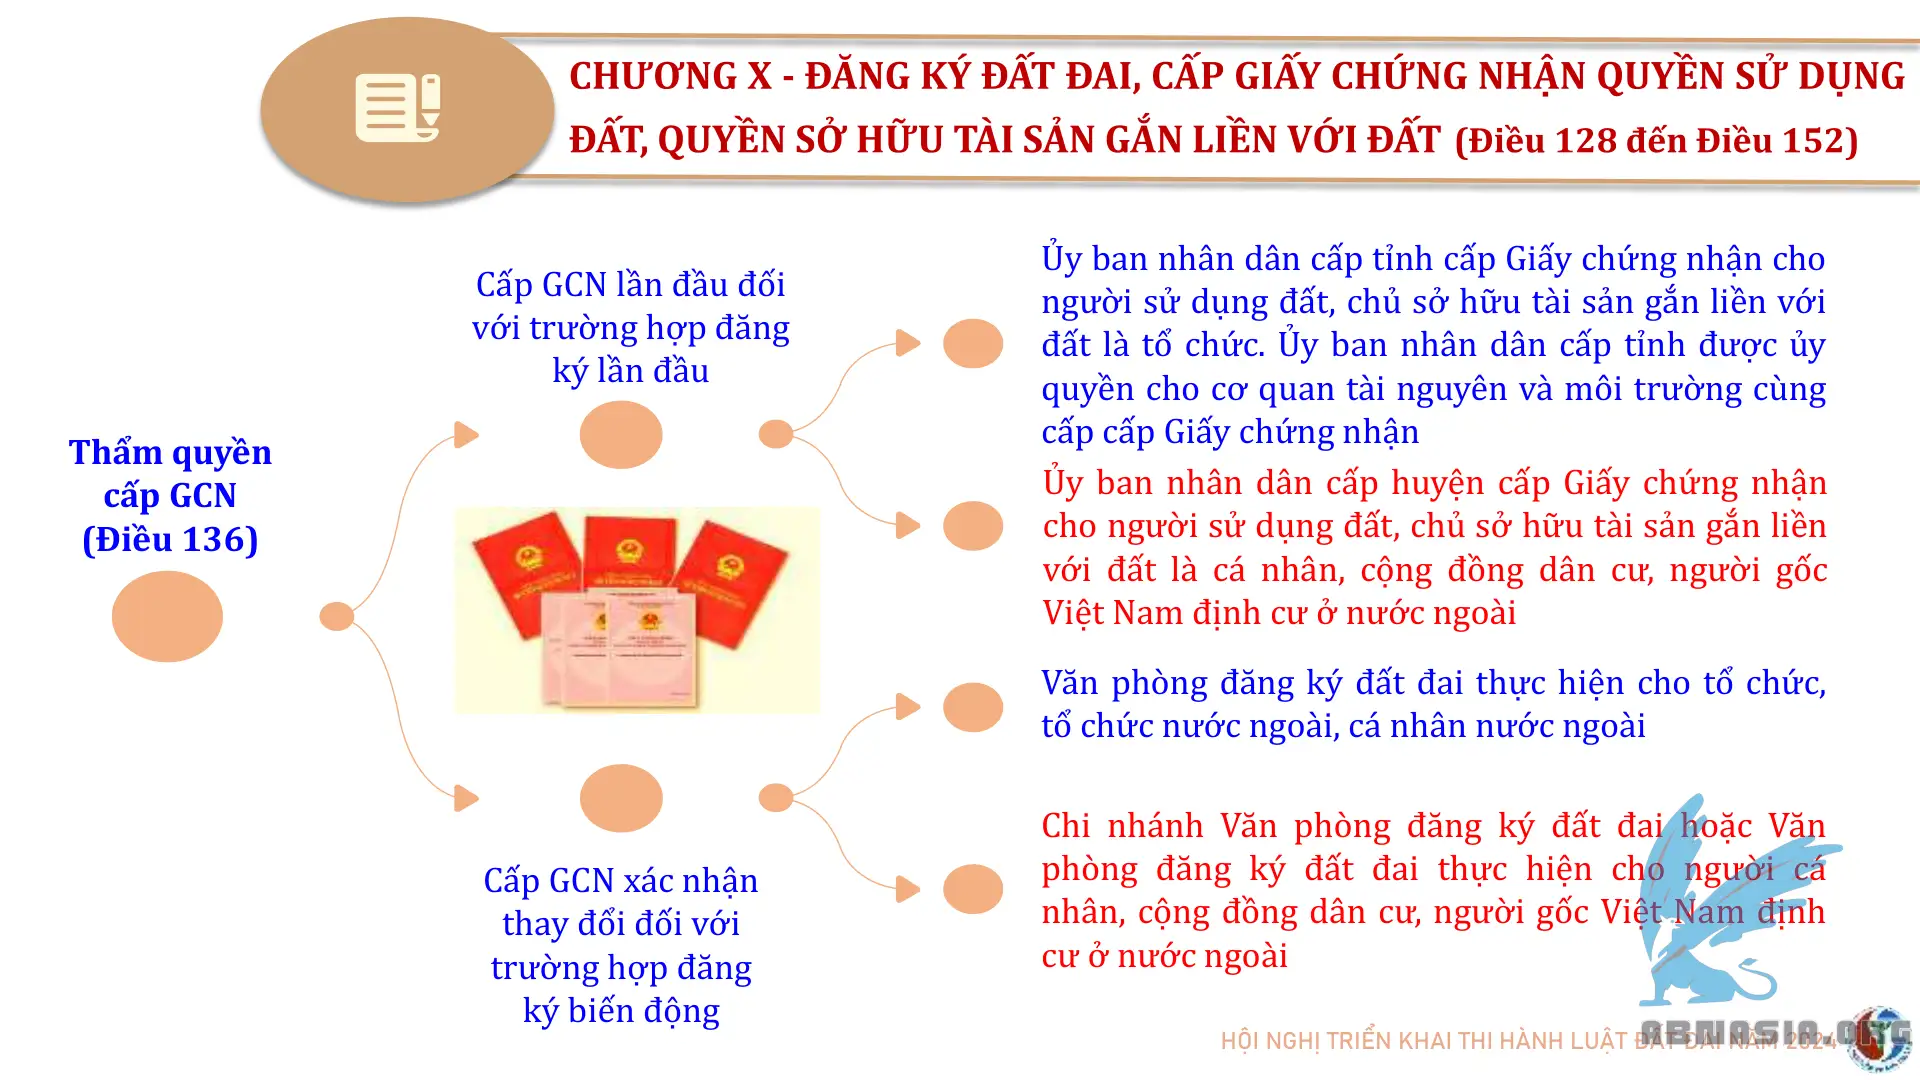 CHƯƠNG X - ĐĂNG KÝ ĐẤT ĐAI, CẤP GIẤY CHỨNG NHẬN QUYỀN SỬ DỤNG
ĐẤT, QUYỀN SỞ HỮU TÀI SẢN GẮN LIỀN VỚI ĐẤT (Điều 128 đến Điều 152)
Thẩm quyền
cấp GCN
(Điều 136)
Cấp GCN lần đầu đối
với trường hợp đăng
ký lần đầu
Ủy ban nhân dân cấp tỉnh cấp Giấy chứng nhận cho
người sử dụng đất, chủ sở hữu tài sản gắn liền với
đất là tổ chức. Ủy ban nhân dân cấp tỉnh được ủy
quyền cho cơ quan tài nguyên và môi trường cùng
cấp cấp Giấy chứng nhận
Ủy ban nhân dân cấp huyện cấp Giấy chứng nhận
cho người sử dụng đất, chủ sở hữu tài sản gắn liền
với đất là cá nhân, cộng đồng dân cư, người gốc
Việt Nam định cư ở nước ngoài
Cấp GCN xác nhận
thay đổi đối với
trường hợp đăng
ký biến động
Văn phòng đăng ký đất đai thực hiện cho tổ chức,
tổ chức nước ngoài, cá nhân nước ngoài
Chi nhánh Văn phòng đăng ký đất đai hoặc Văn
phòng đăng ký đất đai thực hiện cho người cá
nhân, cộng đồng dân cư, người gốc Việt Nam định
cư ở nước ngoài
HỘI NGHỊ TRIỂN KHAI THI HÀNH LUẬT ĐẤT ĐAI NĂM 2024
ABMASIA.ORG